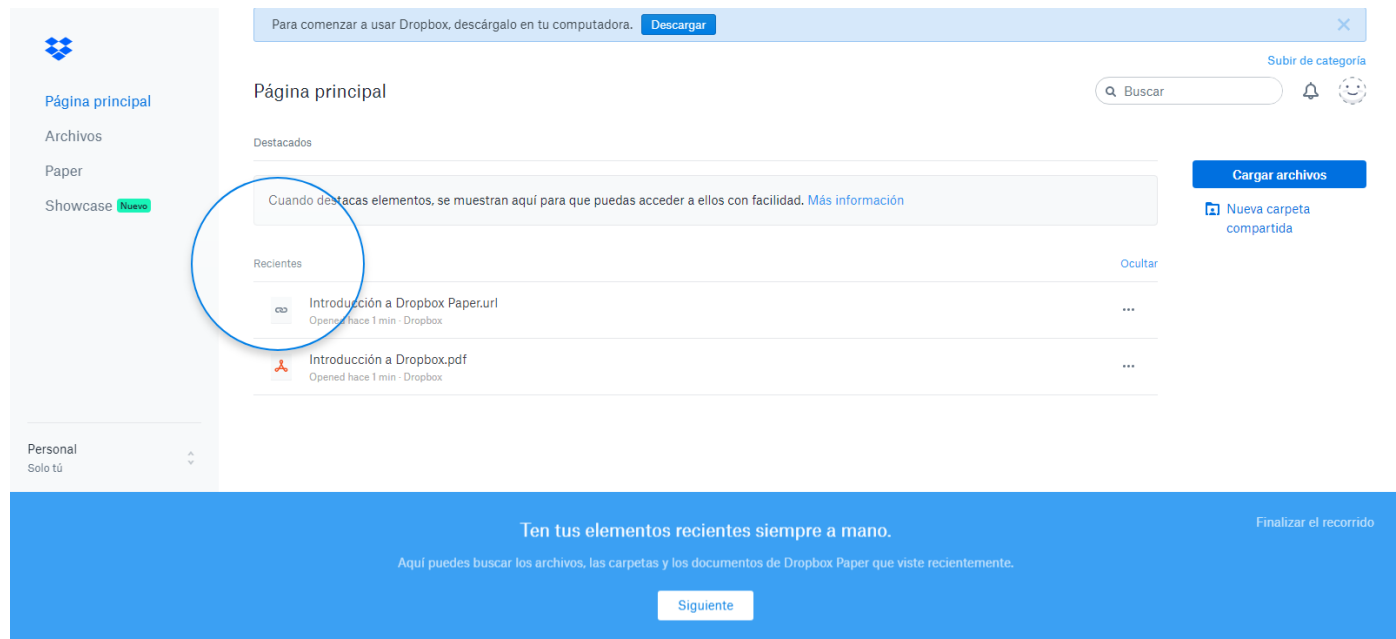 Para comenzar a usar Dropbox, descárgalo en tu computadora. Descargar
Subir de categoría
Página principal
Archivos
Paper
Showcase Nuevo
Personal
Solo tú
Página principal
Buscar
Destacados
Cuando destacas elementos, se muestran aquí para que puedas acceder a ellos con facilidad. Más información
Cargar archivos
Nueva carpeta
compartida
Recientes
Ocultar
Introducción a Dropbox Paper.url
Opened hace 1 min · Dropbox
Introducción a Dropbox.pdf
Opened hace 1 min · Dropbox
Ten tus elementos recientes siempre a mano.
Finalizar el recorrido
Aquí puedes buscar los archivos, las carpetas y los documentos de Dropbox Paper que viste recientemente.
Siguiente